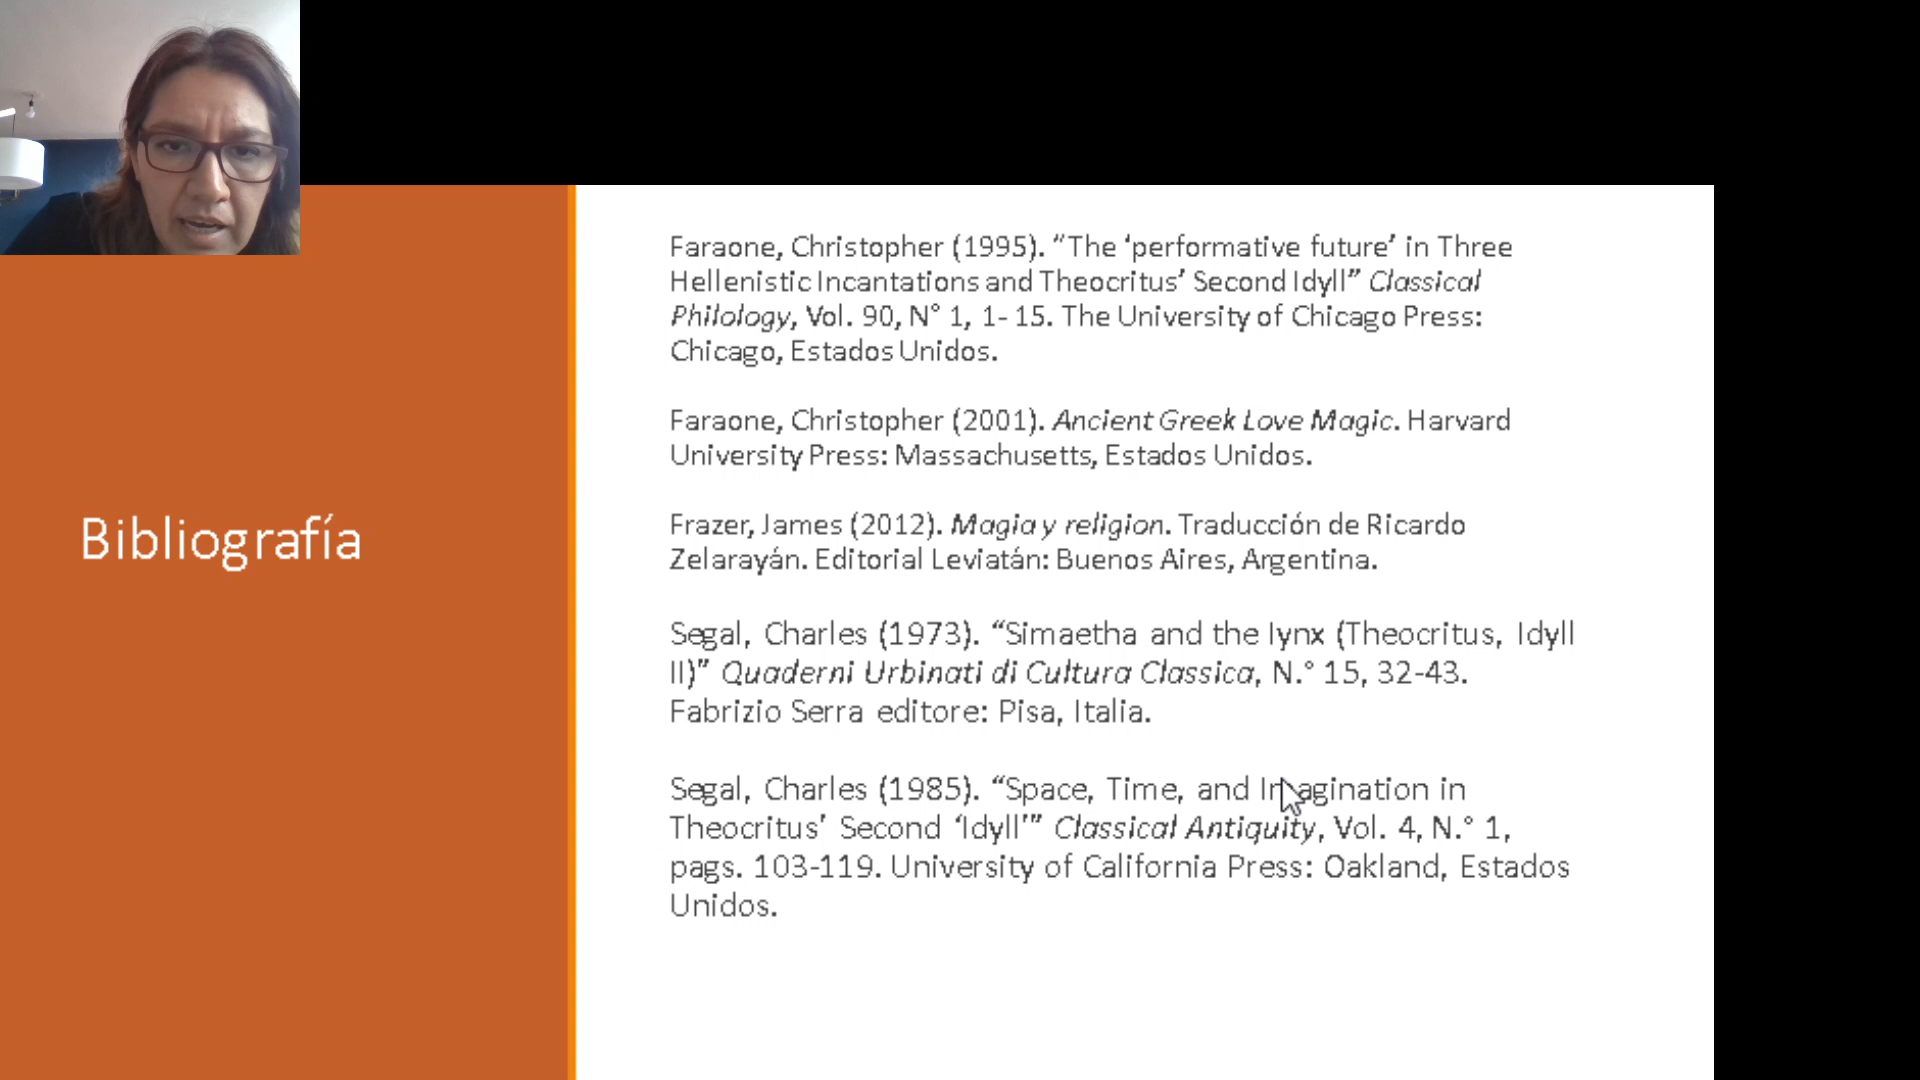 Bibliografía
Faraone, Christopher (1995). “The ‘performative future’ in Three
Hellenistic Incantations and Theocritus’ Second Idyll” Classical
Philology, Vol. 90, N° 1, 1- 15. The University of Chicago Press:
Chicago, Estados Unidos.
Faraone, Christopher (2001). Ancient Greek Love Magic. Harvard
University Press: Massachusetts, Estados Unidos.
Frazer, James (2012). Magia y religion. Traducción de Ricardo
Zelarayán. Editorial Leviatán: Buenos Aires, Argentina.
Segal, Charles (1973). “Simaetha and the Iynx (Theocritus, Idyll
II)” Quaderni Urbinati di Cultura Classica, N.° 15, 32-43.
Fabrizio Serra editore: Pisa, Italia.
Segal, Charles (1985). “Space, Time, and Imagination in
Theocritus’ Second ‘Idyll’” Classical Antiquity, Vol. 4, N.° 1,
pags. 103-119. University of California Press: Oakland, Estados
Unidos.